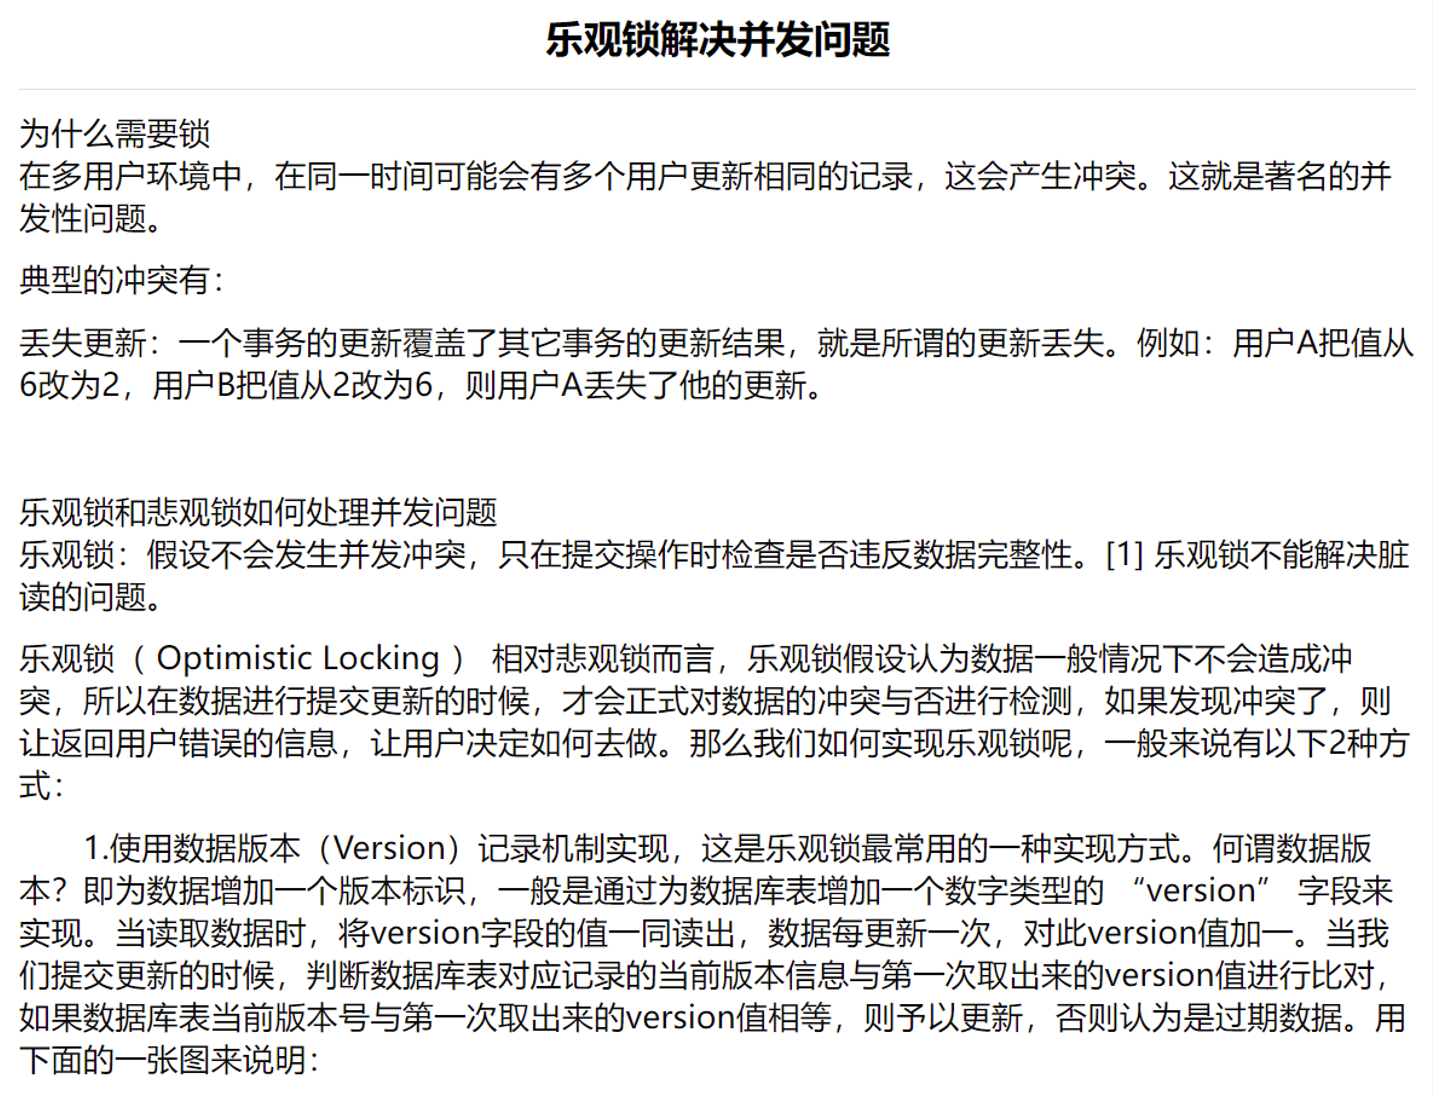 乐观锁解决并发问题
为什么需要锁
在多用户环境中，在同一时间可能会有多个用户更新相同的记录，这会产生冲突。这就是著名的并
发性问题。
典型的冲突有：
丢失更新：一个事务的更新覆盖了其它事务的更新结果，就是所谓的更新丢失。例如：用户A把值从
6改为2，用户B把值从2改为6，则用户A丢失了他的更新。
乐观锁和悲观锁如何处理并发问题
乐观锁：假设不会发生并发冲突，只在提交操作时检查是否违反数据完整性。[1] 乐观锁不能解决脏
读的问题。
乐观锁（ Optimistic Locking ） 相对悲观锁而言，乐观锁假设认为数据一般情况下不会造成冲
突，所以在数据进行提交更新的时候，才会正式对数据的冲突与否进行检测，如果发现冲突了，则
让返回用户错误的信息，让用户决定如何去做。那么我们如何实现乐观锁呢，一般来说有以下2种方
式：
1.使用数据版本（Version）记录机制实现，这是乐观锁最常用的一种实现方式。何谓数据版
本？即为数据增加一个版本标识，一般是通过为数据库表增加一个数字类型的 “version” 字段来
实现。当读取数据时，将version字段的值一同读出，数据每更新一次，对此version值加一。当我
们提交更新的时候，判断数据库表对应记录的当前版本信息与第一次取出来的version值进行比对，
如果数据库表当前版本号与第一次取出来的version值相等，则予以更新，否则认为是过期数据。用
下面的一张图来说明：